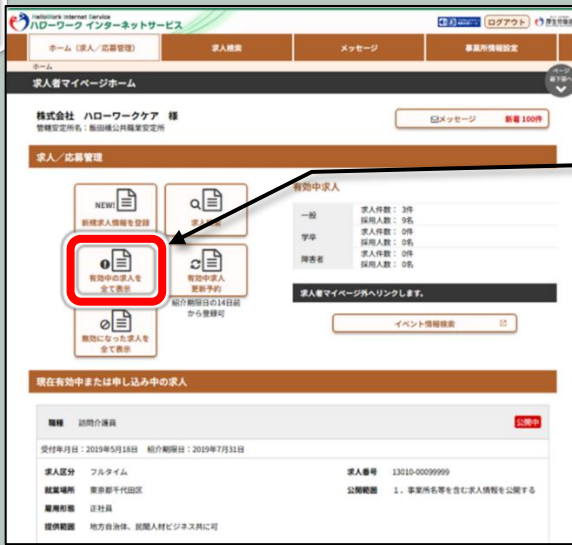 HelloWork Internet Service
ハローワーク インターネットサービス
ログアウト
ホーム（求人／応募管理）
求人検索
メッセージ
事業所情報設定
ホーム
求人者マイページホーム
株式会社 ハローワークケア 様
管轄安定所名：飯田橋公共職業安定所
メッセージ 新着 100件
求人／応募管理
NEW!
新規求人情報を登録
有効中の求人を
全て表示
有効中求人
更新予約
紹介期限日の14日前
から登録可
無効になった求人を
全て表示
有効中求人
一般
求人件数： 3件
採用人数： 9名
学卒
求人件数： 0件
採用人数： 0名
障害者
求人件数： 0件
採用人数： 0名
求人者マイページ外へリンクします。
イベント情報検索
現在有効中または申し込み中の求人
職種 訪問介護員
公開中
受付年月日：2019年5月18日 紹介期限日：2019年7月31日
求人区分 フルタイム
求人番号 13010-00099999
就業場所 東京都千代田区
公開範囲 1．事業所名等を含む求人情報を公開する
雇用形態 正社員
提供範囲 地方自治体、民間人材ビジネス共に可